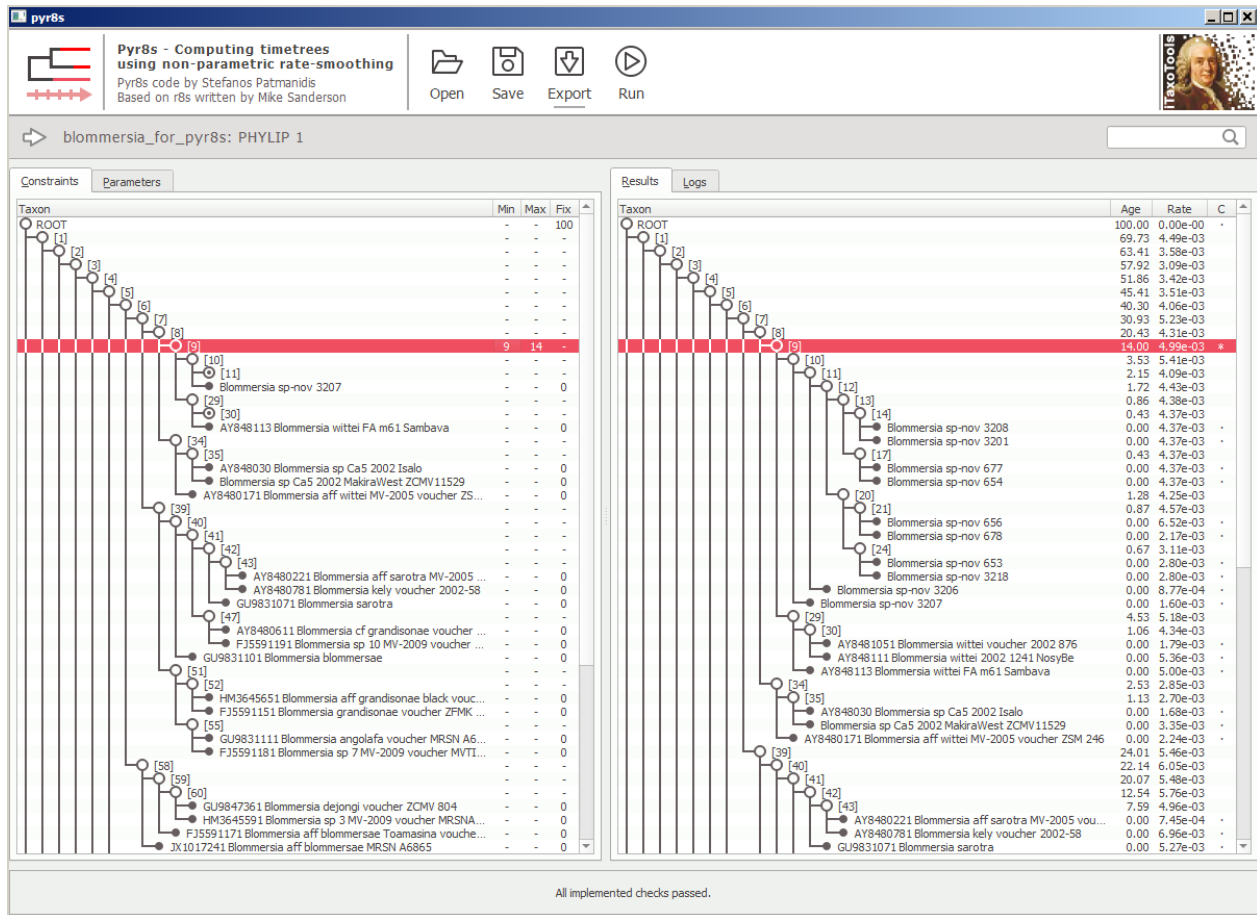 pyr8s
Pyr8s - Computing timetrees
using non-parametric rate-smoothing
Pyr8s code by Stefanos Patmanidis
Based on r8s written by Mike Sanderson
Open Save Export Run
iTaxoTools
blommersia_for_pyr8s: PHYLIP 1
Constraints Parameters
Taxon Min Max Fix
ROOT - - 100
[1] - - -
[2] - - -
[3] - - -
[4] - - -
[5] - - -
[6] - - -
[7] - - -
[8] - - -
[9] 9 14 -
[10] - - -
[11] - - -
Blommersia sp-nov 3207 - - 0
[29] - - -
[30] - - -
AY848113 Blommersia wittei FA m61 Sambava - - 0
[34] - - -
[35] - - -
AY848030 Blommersia sp Ca5 2002 Isalo - - 0
Blommersia sp Ca5 2002 MakiraWest ZCMV11529 - - 0
AY8480171 Blommersia aff wittei MV-2005 voucher ZS... - - 0
[39] - - -
[40] - - -
[41] - - -
[42] - - -
[43] - - -
AY8480221 Blommersia aff sarotra MV-2005 ... - - 0
AY8480781 Blommersia kely voucher 2002-58 - - 0
GU9831071 Blommersia sarotra - - 0
[47] - - -
AY8480611 Blommersia cf grandisonae voucher ... - - 0
FJ5591191 Blommersia sp 10 MV-2009 voucher ... - - 0
GU9831101 Blommersia blommersae - - 0
[51] - - -
[52] - - -
HM3645651 Blommersia aff grandisonae black vouc... - - 0
FJ5591151 Blommersia grandisonae voucher ZFMK ... - - 0
[55] - - -
GU9831111 Blommersia angolafa voucher MRSN A6... - - 0
FJ5591181 Blommersia sp 7 MV-2009 voucher MVTI... - - 0
[58] - - -
[59] - - -
[60] - - -
GU9847361 Blommersia dejongi voucher ZCMV 804 - - 0
HM3645591 Blommersia sp 3 MV-2009 voucher MRSNA... - - 0
FJ5591171 Blommersia aff blommersae Toamasina vouche... - - 0
JX1017241 Blommersia aff blommersae MRSN A6865 - - 0
Results Logs
Taxon Age Rate C
ROOT 100.00 0.00e-00 ·
[1] 69.73 4.49e-03
[2] 63.41 3.58e-03
[3] 57.92 3.09e-03
[4] 51.86 3.42e-03
[5] 45.41 3.51e-03
[6] 40.30 4.06e-03
[7] 30.93 5.23e-03
[8] 20.43 4.31e-03
[9] 14.00 4.99e-03 *
[10] 3.53 5.41e-03
[11] 2.15 4.09e-03
[12] 1.72 4.43e-03
[13] 0.86 4.38e-03
[14] 0.43 4.37e-03
Blommersia sp-nov 3208 0.00 4.37e-03 ·
Blommersia sp-nov 3201 0.00 4.37e-03 ·
[17] 0.43 4.37e-03
Blommersia sp-nov 677 0.00 4.37e-03 ·
Blommersia sp-nov 654 0.00 4.37e-03 ·
[20] 1.28 4.25e-03
[21] 0.87 4.57e-03
Blommersia sp-nov 656 0.00 6.52e-03 ·
Blommersia sp-nov 678 0.00 2.17e-03 ·
[24] 0.67 3.11e-03
Blommersia sp-nov 653 0.00 2.80e-03 ·
Blommersia sp-nov 3218 0.00 2.80e-03 ·
Blommersia sp-nov 3206 0.00 8.77e-04 ·
Blommersia sp-nov 3207 0.00 1.60e-03 ·
[29] 4.53 5.18e-03
[30] 1.06 4.34e-03
AY8481051 Blommersia wittei voucher 2002 876 0.00 1.79e-03 ·
AY848111 Blommersia wittei 2002 1241 NosyBe 0.00 5.36e-03 ·
AY848113 Blommersia wittei FA m61 Sambava 0.00 5.00e-03 ·
[34] 2.53 2.85e-03
[35] 1.13 2.70e-03
AY848030 Blommersia sp Ca5 2002 Isalo 0.00 1.68e-03 ·
Blommersia sp Ca5 2002 MakiraWest ZCMV11529 0.00 3.35e-03 ·
AY8480171 Blommersia aff wittei MV-2005 voucher ZSM 246 0.00 2.24e-03 ·
[39] 24.01 5.46e-03
[40] 22.14 6.05e-03
[41] 20.07 5.48e-03
[42] 12.54 5.76e-03
[43] 7.59 4.96e-03
AY8480221 Blommersia aff sarotra MV-2005 vou... 0.00 7.45e-04 ·
AY8480781 Blommersia kely voucher 2002-58 0.00 6.96e-03 ·
GU9831071 Blommersia sarotra 0.00 5.27e-03 ·
All implemented checks passed.